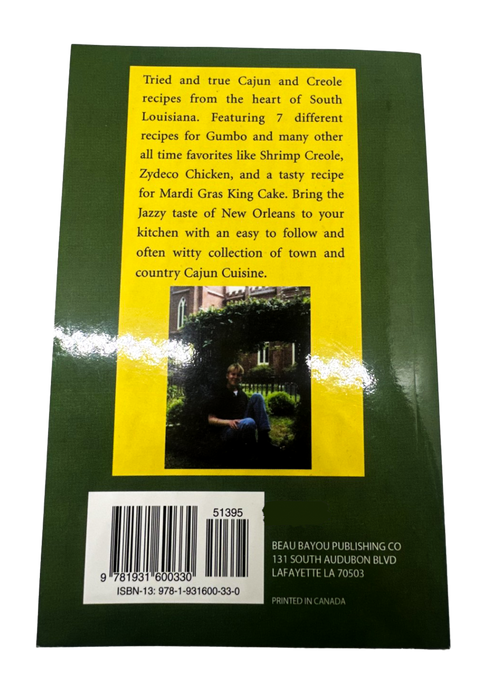 Tried and true Cajun and Creole
recipes from the heart of South
Louisiana. Featuring 7 different
recipes for Gumbo and many other
all time favorites like Shrimp Creole,
Zydeco Chicken, and a tasty recipe
for Mardi Gras King Cake. Bring the
Jazzy taste of New Orleans to your
kitchen with an easy to follow and
often witty collection of town and
country Cajun Cuisine.
51395
9 781931 600330
ISBN-13: 978-1-931600-33-0
BEAU BAYOU PUBLISHING CO
131 SOUTH AUDUBON BLVD
LAFAYETTE LA 70503
PRINTED IN CANADA